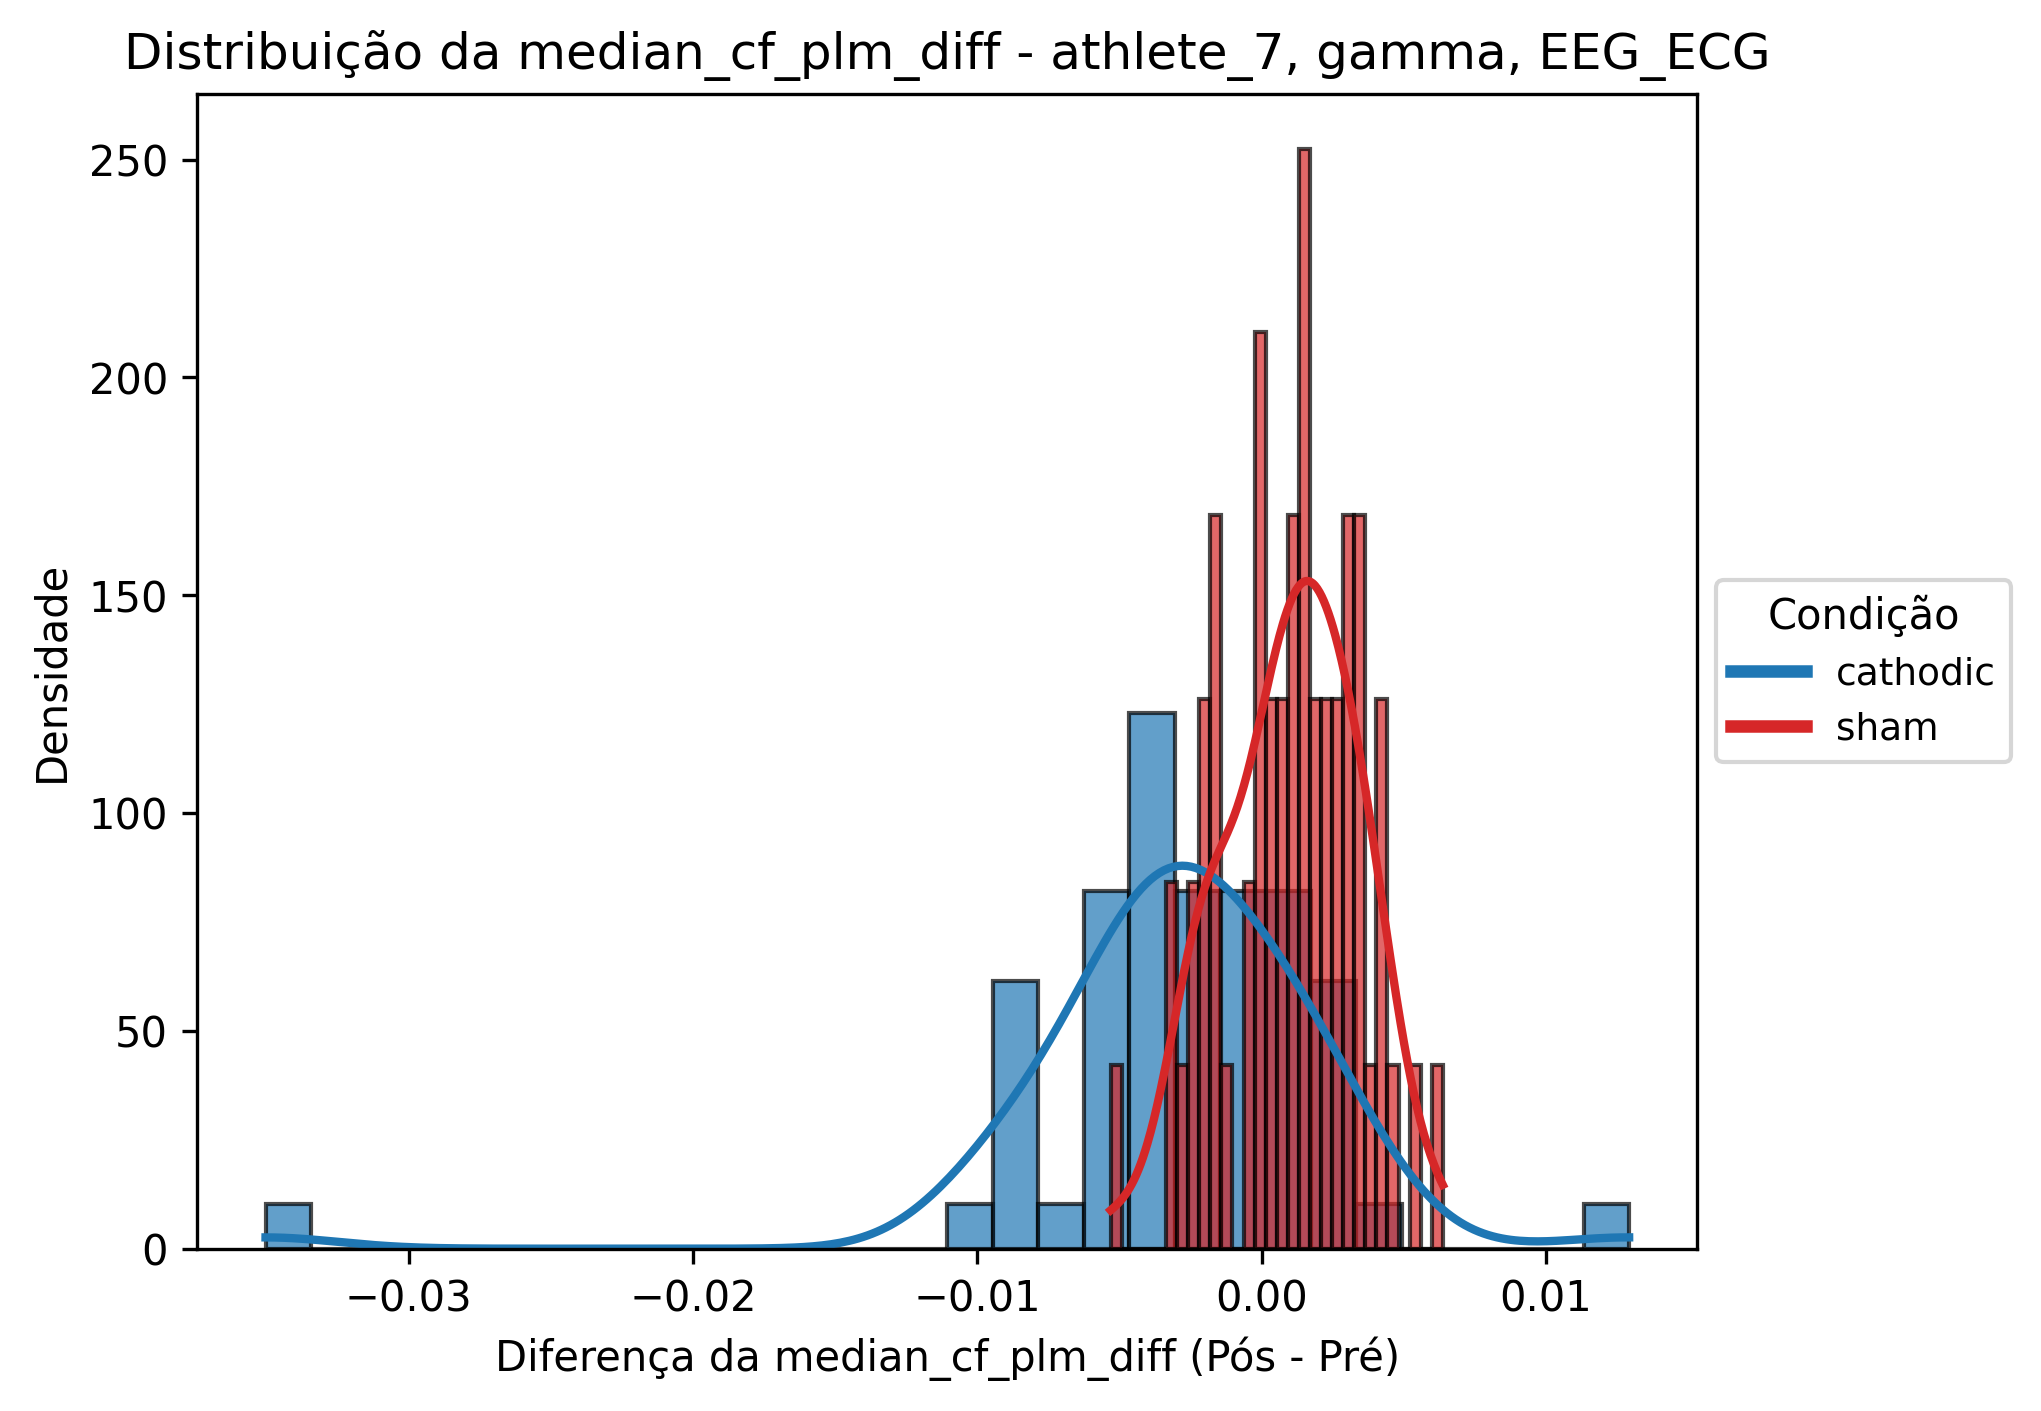 Distribuição da median_cf_plm_diff - athlete_7, gamma, EEG_ECG
250
200
150
100
50
0
Densidade
−0.03
−0.02
−0.01
0.00
0.01
Diferença da median_cf_plm_diff (Pós - Pré)
Condição
cathodic
sham